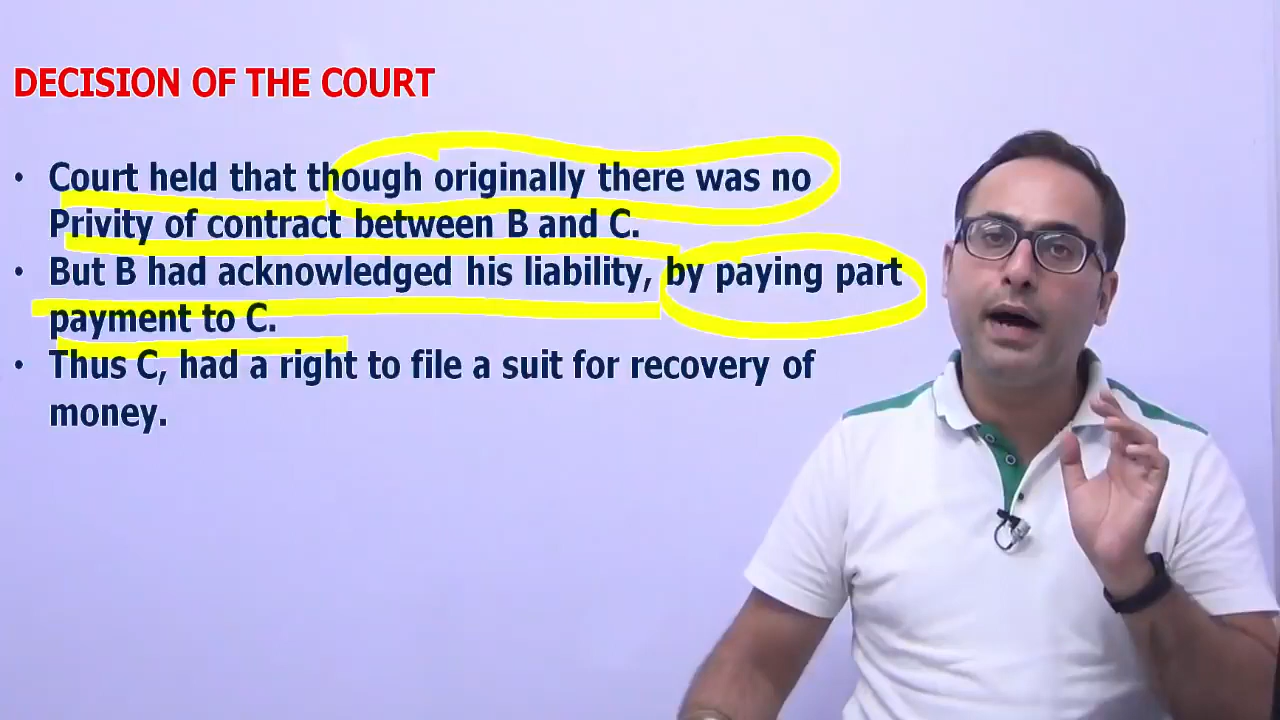 DECISION OF THE COURT
• Court held that though originally there was no
Privity of contract between B and C.
• But B had acknowledged his liability, by paying part
payment to C.
• Thus C, had a right to file a suit for recovery of
money.